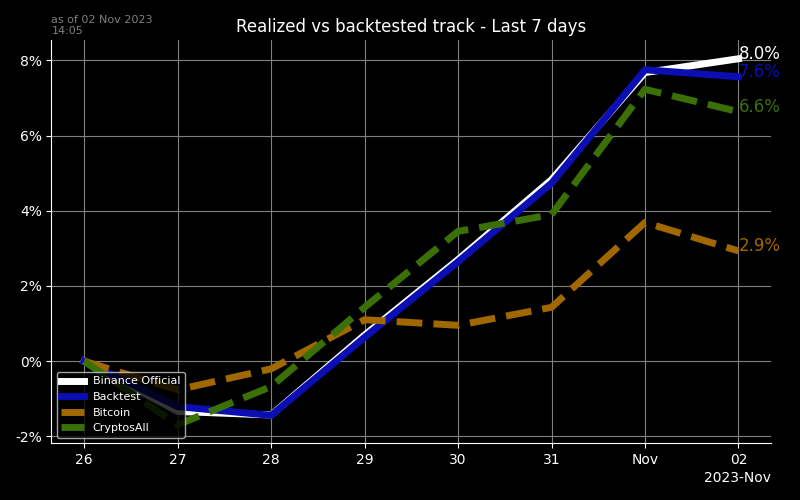 as of 02 Nov 2023
14:05
Realized vs backtested track - Last 7 days
8%
6%
4%
2%
0%
-2%
8.0%
7.6%
6.6%
2.9%
Binance Official
Backtest
Bitcoin
CryptosAll
26 27 28 29 30 31 Nov 02
2023-Nov